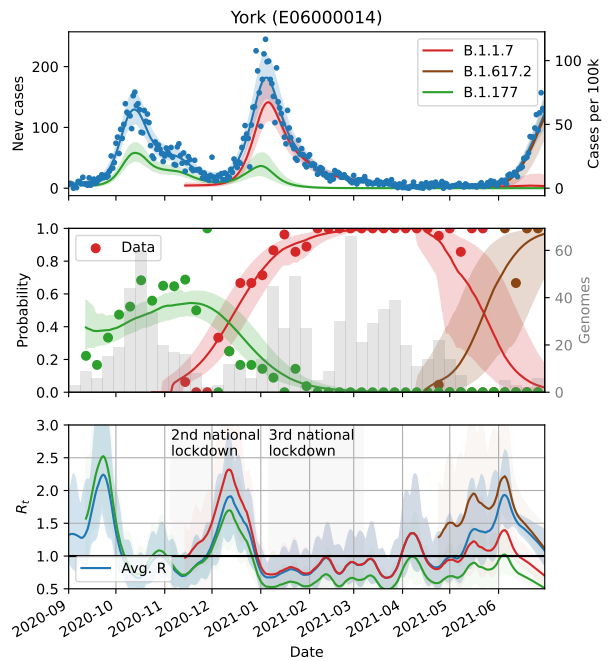 York (E06000014)
New cases
200
100
0
B.1.1.7
B.1.617.2
B.1.177
100
50
0
Cases per 100k
Probability
1.0
0.8
0.6
0.4
0.2
0.0
Data
60
40
20
0
Genomes
R_t
3.0
2.5
2.0
1.5
1.0
0.5
2nd national
lockdown
3rd national
lockdown
Avg. R
2020-09
2020-10
2020-11
2020-12
2021-01
2021-02
2021-03
2021-04
2021-05
2021-06
Date